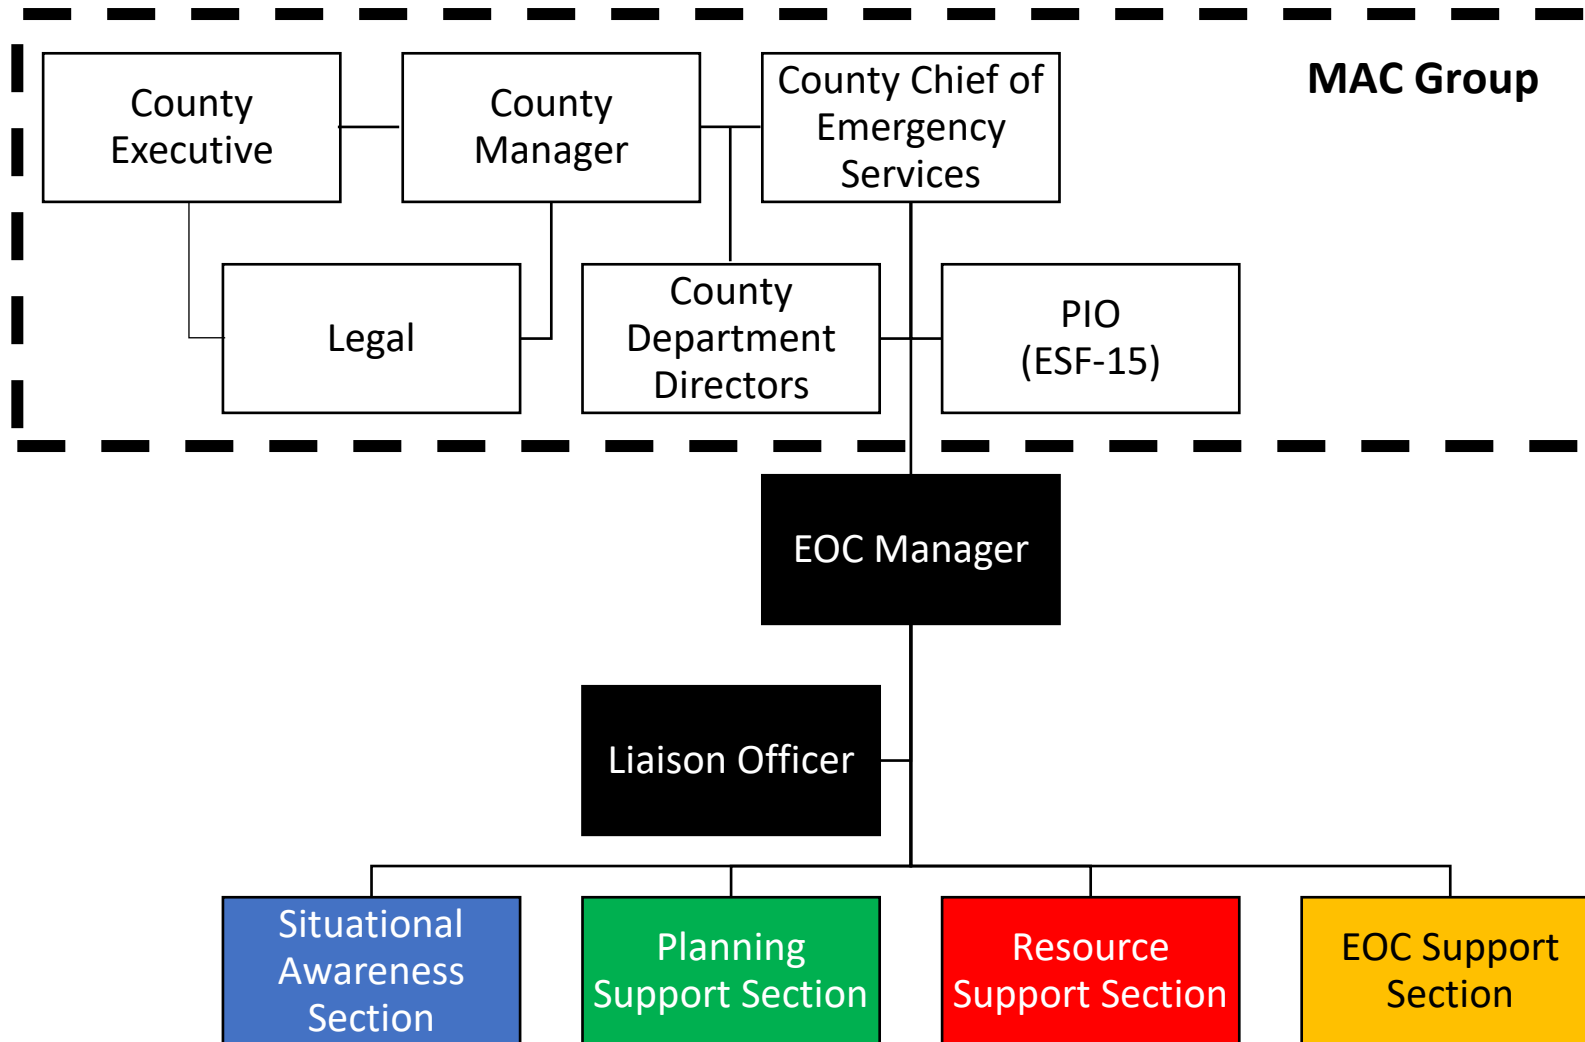 County
Executive
County
Manager
County Chief of
Emergency
Services
MAC Group
Legal
County
Department
Directors
PIO
(ESF-15)
EOC Manager
Liaison Officer
Situational
Awareness
Section
Planning
Support Section
Resource
Support Section
EOC Support
Section